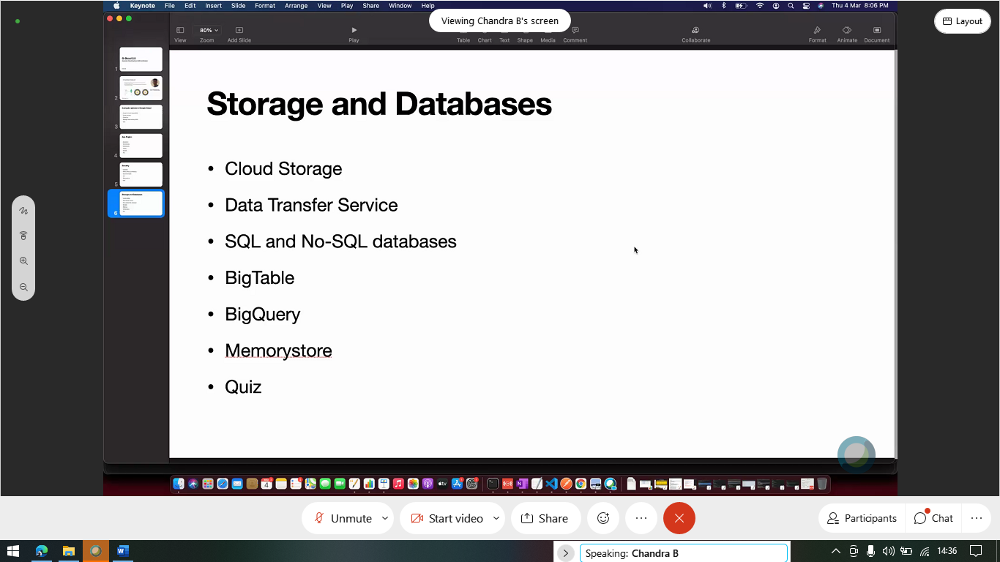 Keynote File Edit Insert Slide Format Arrange View Play Share Window Help Thu 4 Mar 8:06 PM
Viewing Chandra B's screen
Layout
80%
View Zoom Add Slide Play Table Chart Text Shape Media Comment Collaborate Format Animate Document
1
2
3
4
5
6
Storage and Databases
• Cloud Storage
• Data Transfer Service
• SQL and No-SQL databases
• BigTable
• BigQuery
• Memorystore
• Quiz
Unmute Start video Share Participants Chat
Speaking: Chandra B
14:36